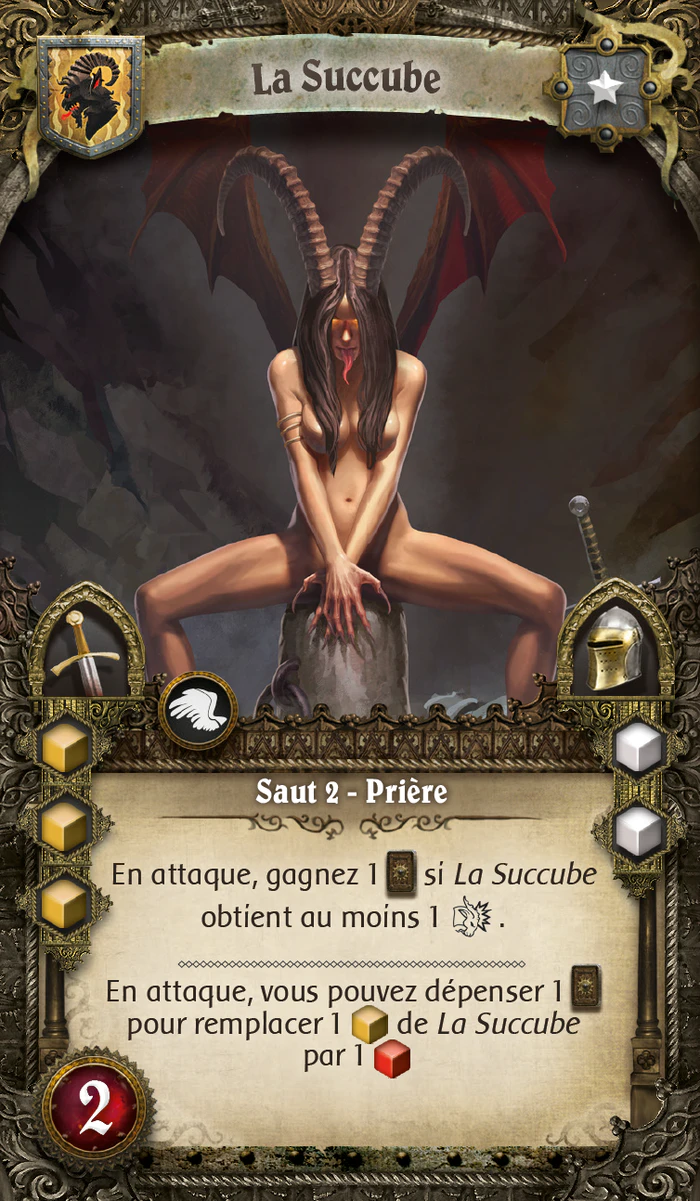 La Succube
Saut 2 - Prière
En attaque, gagnez 1 si La Succube
obtient au moins 1 .
En attaque, vous pouvez dépenser 1
pour remplacer 1 de La Succube
par 1
2